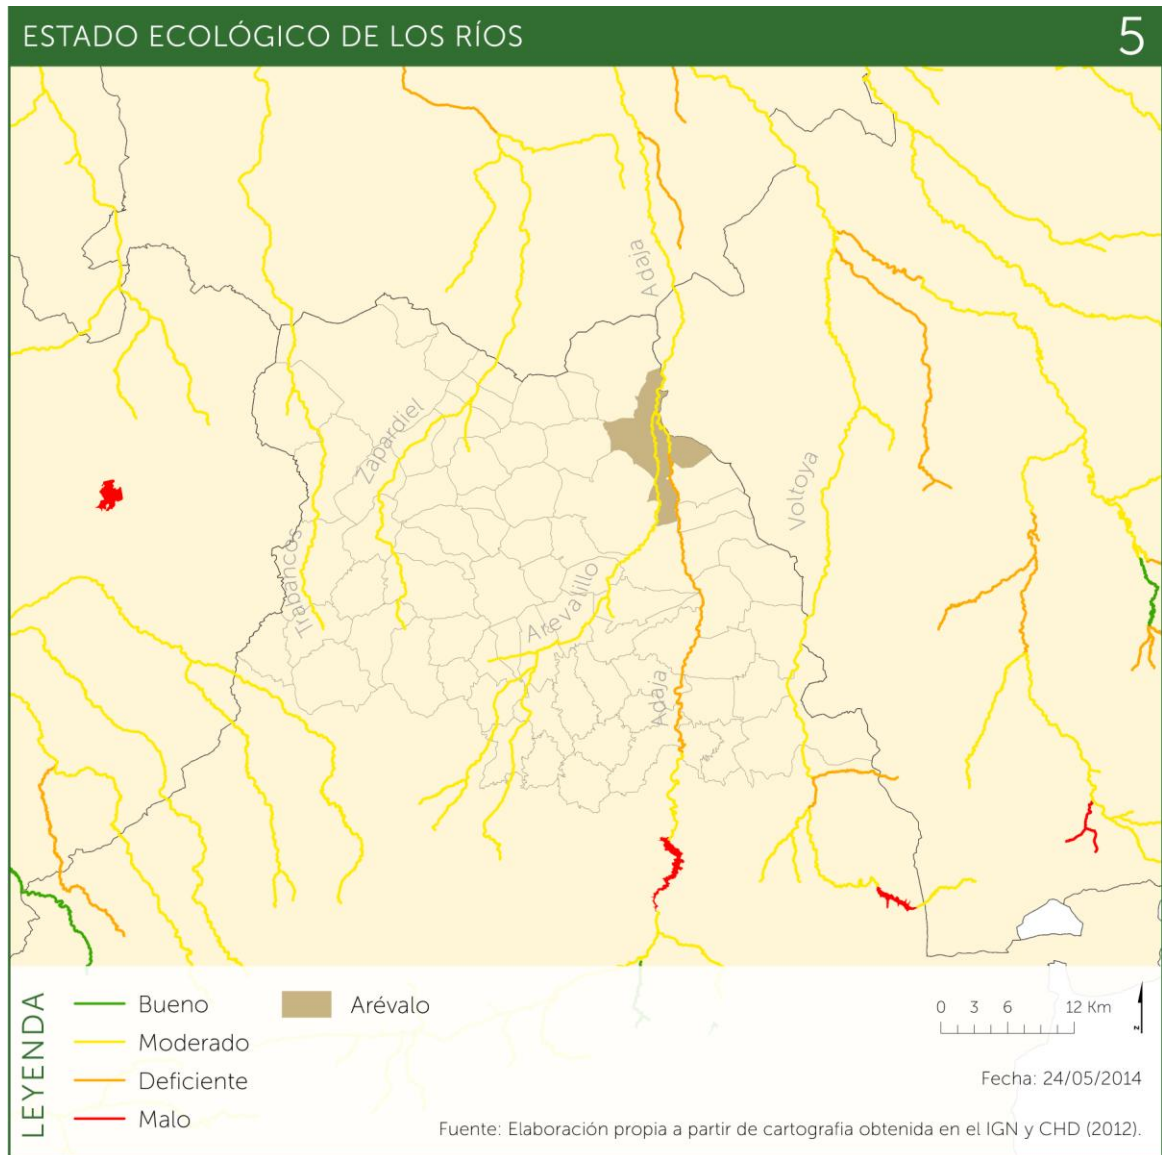 ESTADO ECOLÓGICO DE LOS RÍOS
5
Adaja
Zapardiel
Voltoya
Trabancos
Arevalillo
Adaja
LEYENDA
Bueno
Moderado
Deficiente
Malo
Arévalo
0 3 6 12 Km
N
Fecha: 24/05/2014
Fuente: Elaboración propia a partir de cartografia obtenida en el IGN y CHD (2012).